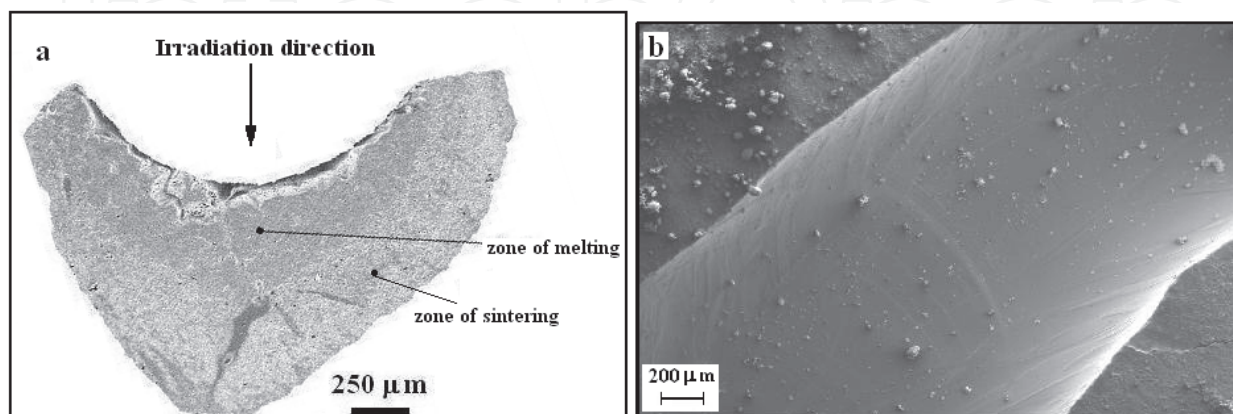 a
Irradiation direction
zone of melting
zone of sintering
250 μm
b
200 μm